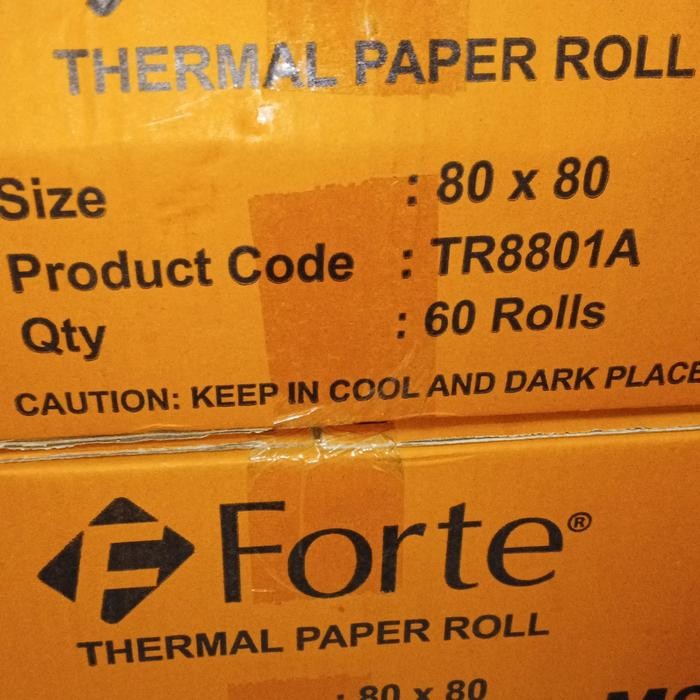 THERMAL PAPER ROLL
Size : 80 x 80
Product Code : TR8801A
Qty : 60 Rolls
CAUTION: KEEP IN COOL AND DARK PLACE
Forte®
THERMAL PAPER ROLL
: 80 x 80